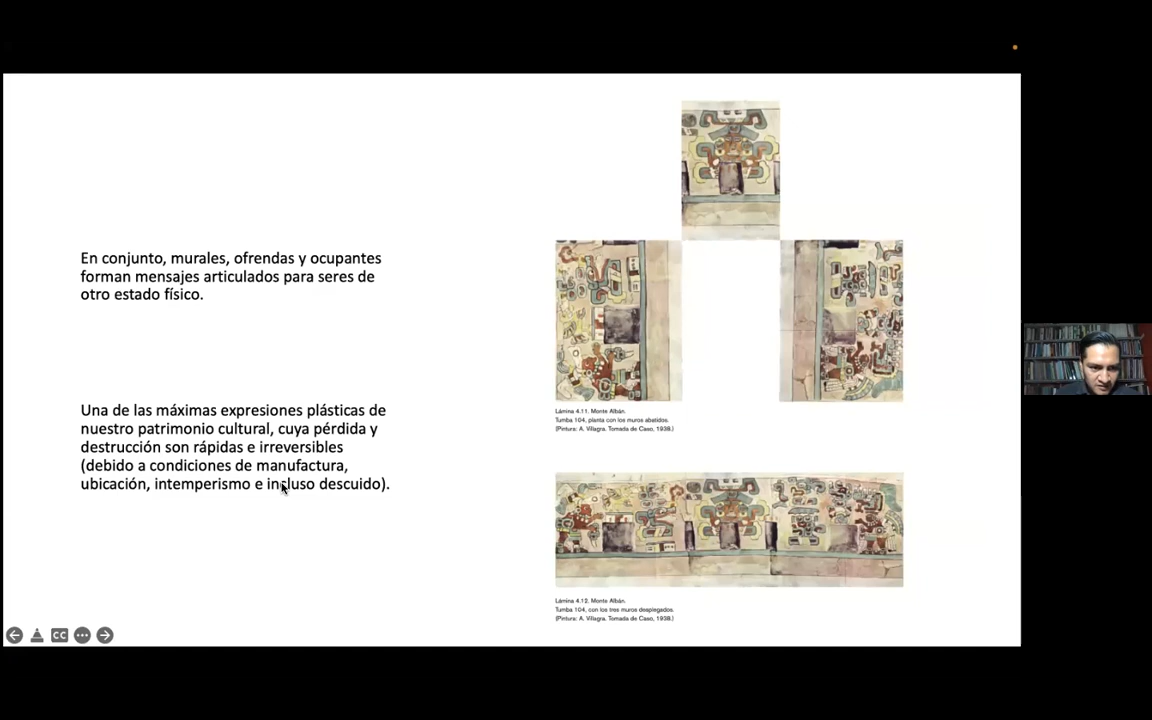 En conjunto, murales, ofrendas y ocupantes
forman mensajes articulados para seres de
otro estado físico.
Una de las máximas expresiones plásticas de
nuestro patrimonio cultural, cuya pérdida y
destrucción son rápidas e irreversibles
(debido a condiciones de manufactura,
ubicación, intemperismo e incluso descuido).
Lámina 4.11. Monte Albán.
Tumba 104, planta con los muros abatidos.
(Pintura: A. Villagra. Tomada de Caso, 1938.)
Lámina 4.12. Monte Albán.
Tumba 104, con los tres muros desplegados.
(Pintura: A. Villagra. Tomada de Caso, 1938.)
CC